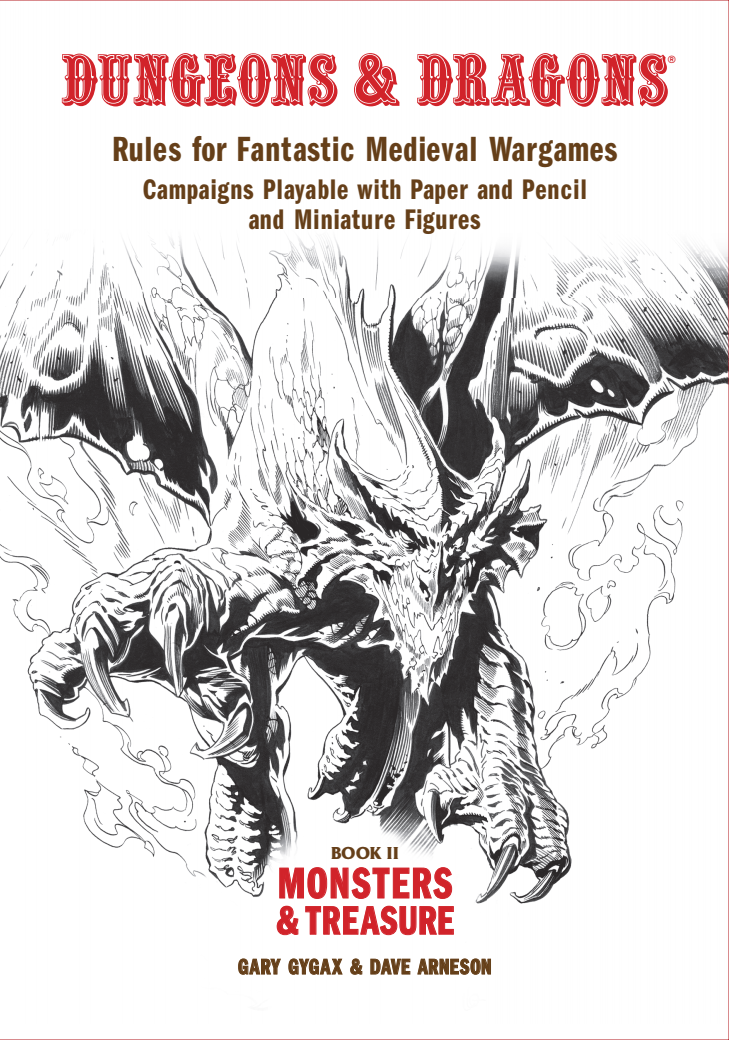 DUNGEONS & DRAGONS®
Rules for Fantastic Medieval Wargames
Campaigns Playable with Paper and Pencil
and Miniature Figures
BOOK II
MONSTERS
& TREASURE
GARY GYGAX & DAVE ARNESON